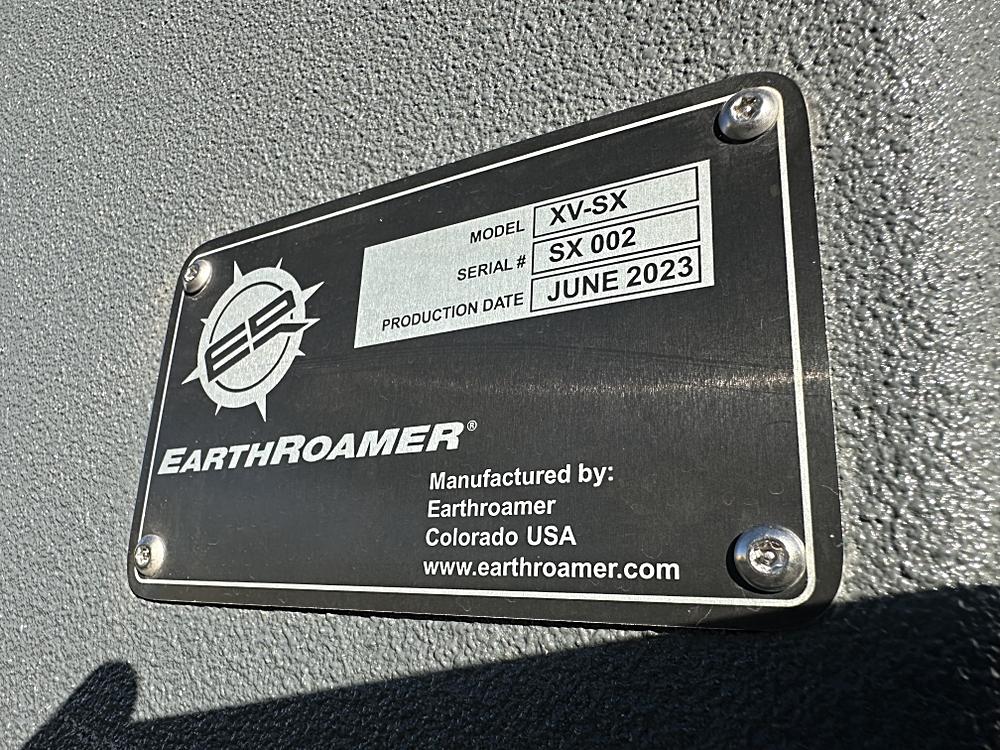 MODEL XV-SX
SERIAL # SX 002
PRODUCTION DATE JUNE 2023
ER
EARTHROAMER®
Manufactured by:
Earthroamer
Colorado USA
www.earthroamer.com